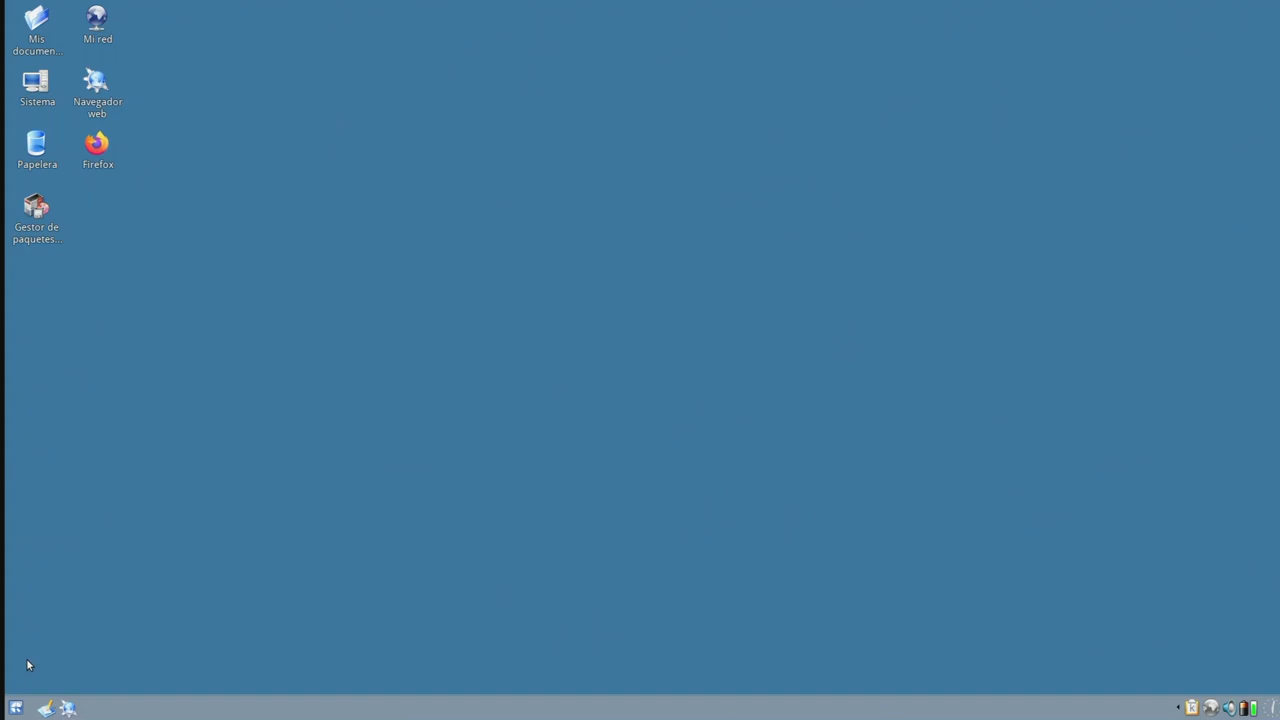 Mis
documen...
Mi red
Sistema
Navegador
web
Papelera
Firefox
Gestor de
paquetes...